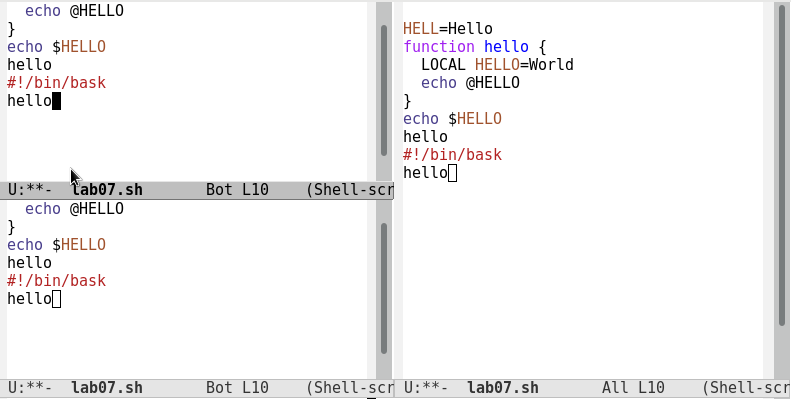 echo @HELLO
}
echo $HELLO
hello
#!/bin/bask
hello
U:**-  lab07.sh       Bot L10    (Shell-scr
  echo @HELLO
}
echo $HELLO
hello
#!/bin/bask
hello
U:**-  lab07.sh       Bot L10    (Shell-scr
HELL=Hello
function hello {
  LOCAL HELLO=World
  echo @HELLO
}
echo $HELLO
hello
#!/bin/bask
hello
U:**-  lab07.sh       All L10    (Shell-scr